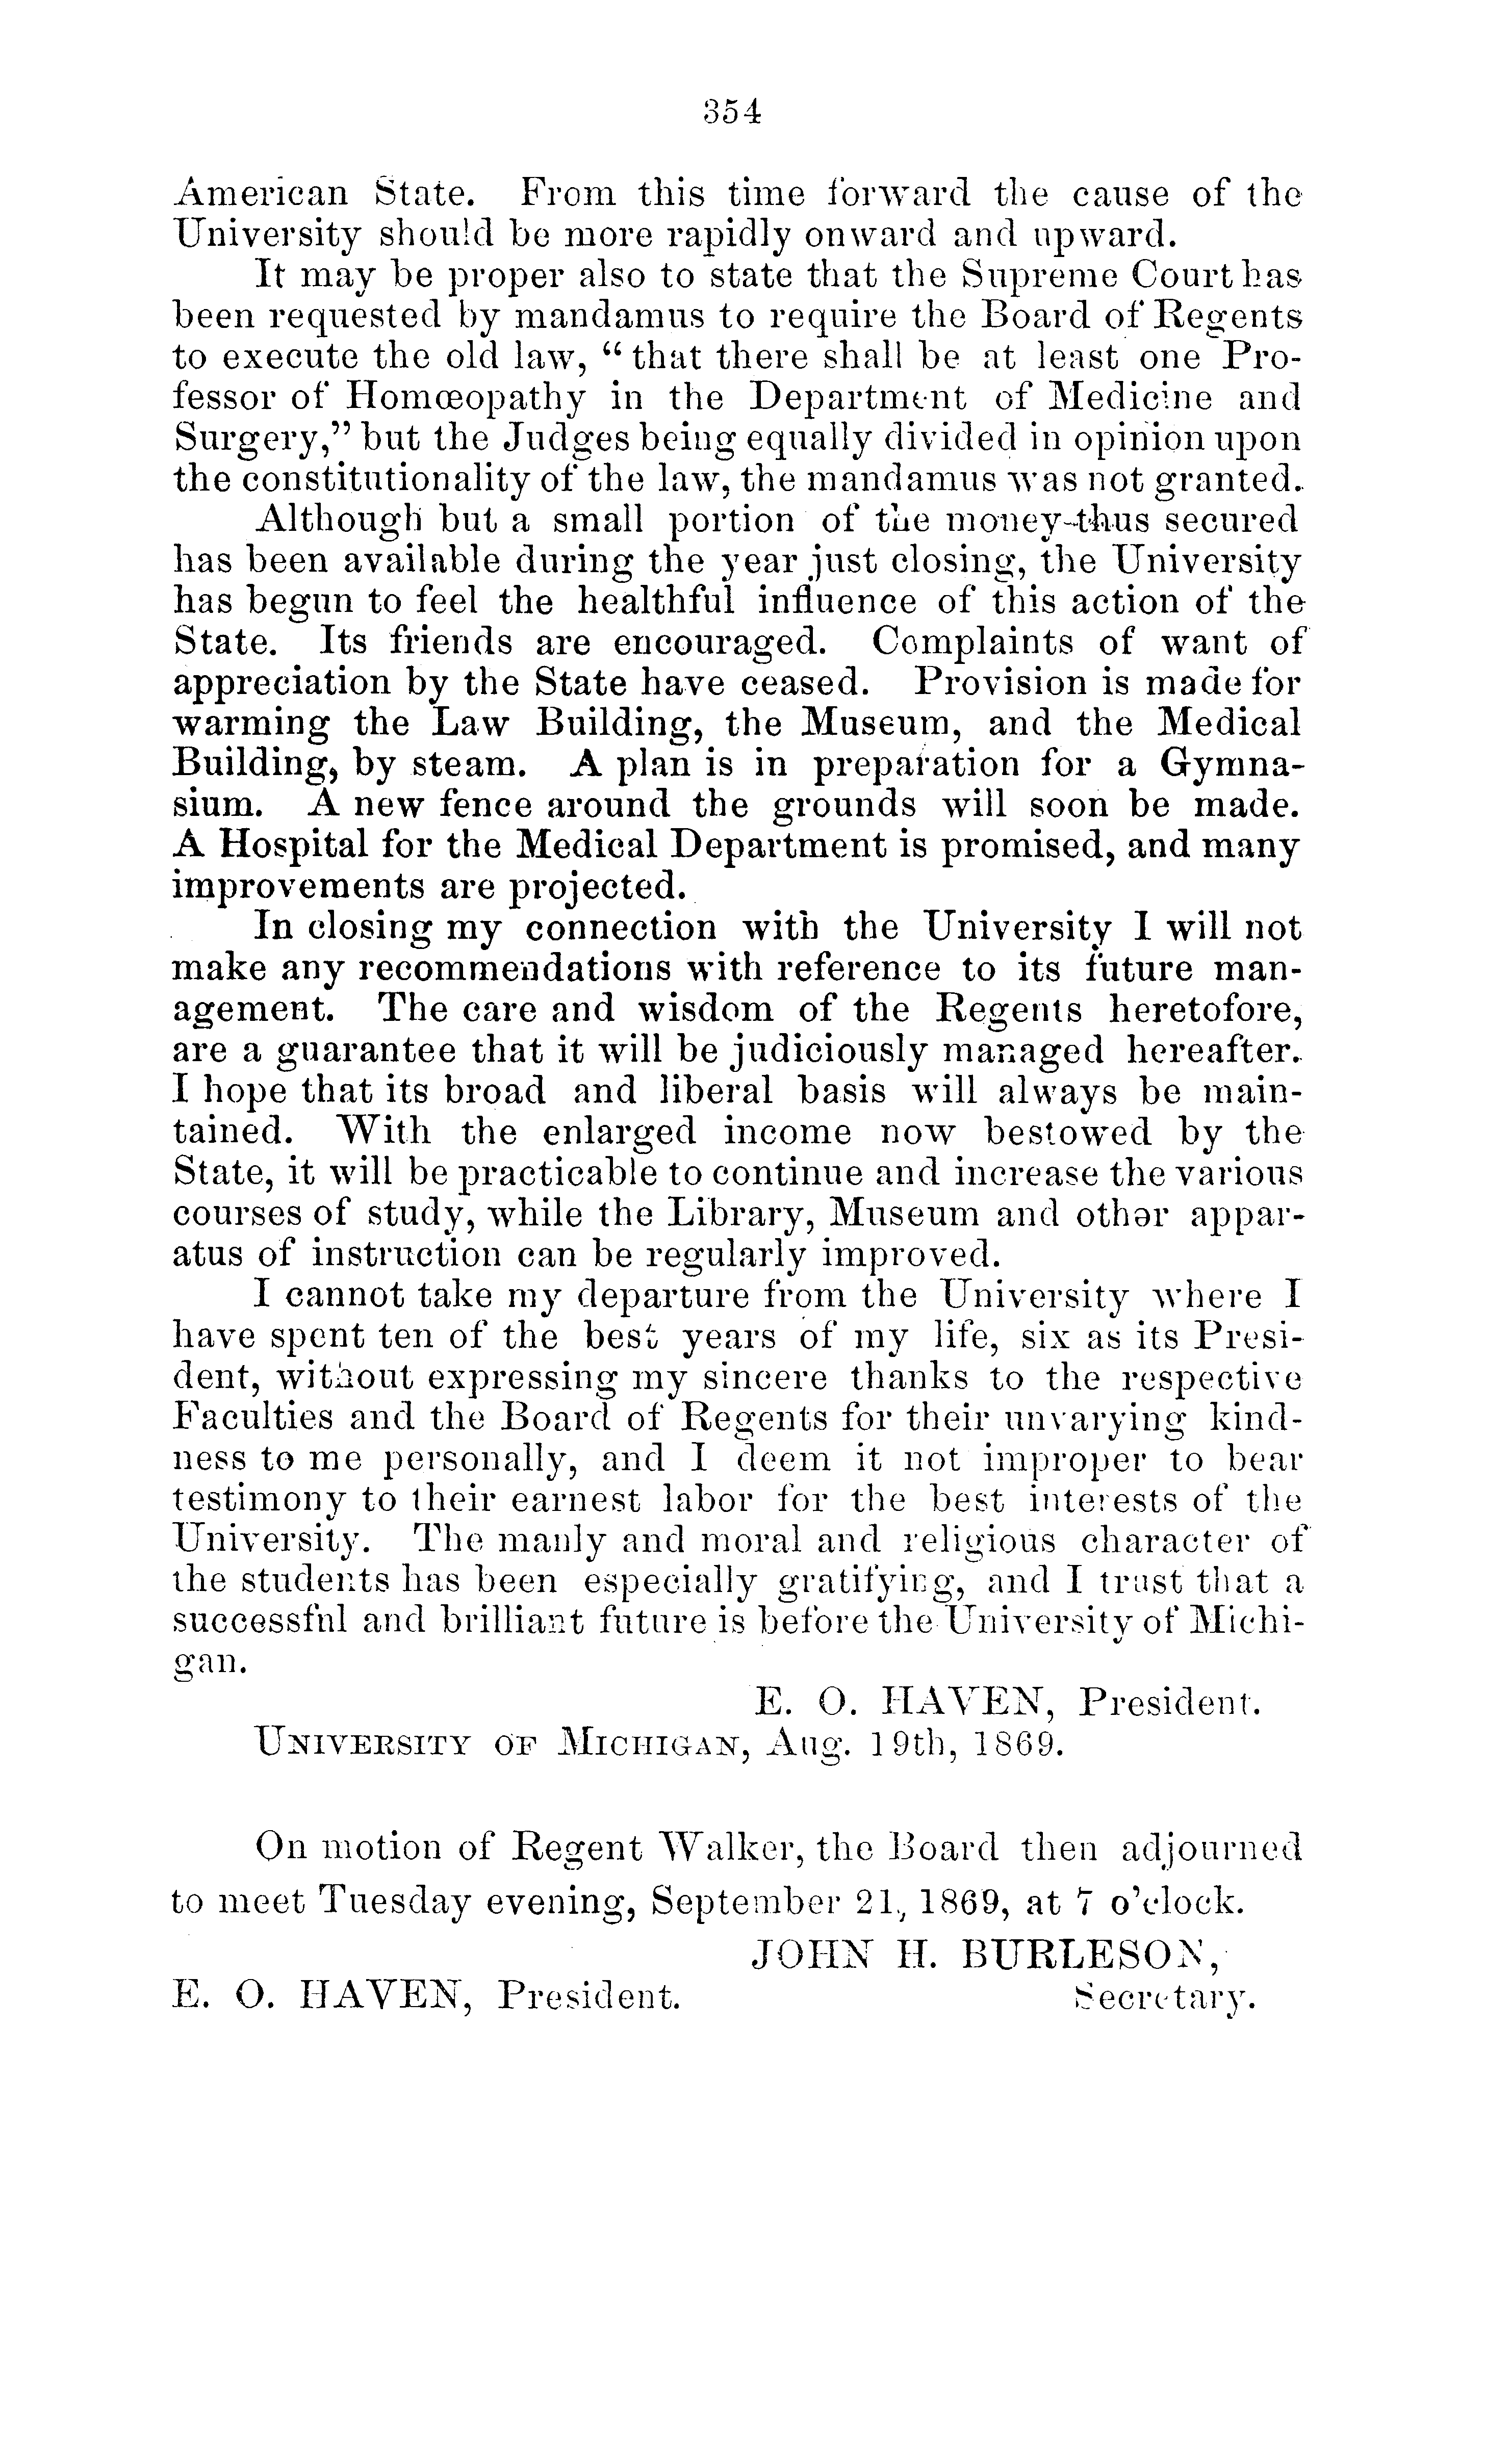 354
American State. From this time forward the cause of the
University should be more rapidly onward and upward.
It may be proper also to state that the Supreme Court has
been requested by mandamus to require the Board of Regents
to execute the old law, “that there shall be at least one Pro-
fessor of Homœopathy in the Department of Medicine and
Surgery,” but the Judges being equally divided in opinion upon
the constitutionality of the law, the mandamus was not granted.
Although but a small portion of the money thus secured
has been available during the year just closing, the University
has begun to feel the healthful influence of this action of the
State. Its friends are encouraged. Complaints of want of
appreciation by the State have ceased. Provision is made for
warming the Law Building, the Museum, and the Medical
Building, by steam. A plan is in preparation for a Gymna-
sium. A new fence around the grounds will soon be made.
A Hospital for the Medical Department is promised, and many
improvements are projected.
In closing my connection with the University I will not
make any recommendations with reference to its future man-
agement. The care and wisdom of the Regents heretofore,
are a guarantee that it will be judiciously managed hereafter.
I hope that its broad and liberal basis will always be main-
tained. With the enlarged income now bestowed by the
State, it will be practicable to continue and increase the various
courses of study, while the Library, Museum and other appar-
atus of instruction can be regularly improved.
I cannot take my departure from the University where I
have spent ten of the best years of my life, six as its Presi-
dent, without expressing my sincere thanks to the respective
Faculties and the Board of Regents for their unvarying kind-
ness to me personally, and I deem it not improper to bear
testimony to their earnest labor for the best interests of the
University. The manly and moral and religious character of
the students has been especially gratifying, and I trust that a
successful and brilliant future is before the University of Michi-
gan.
E. O. HAVEN, President.
UNIVERSITY OF MICHIGAN, Aug. 19th, 1869.
On motion of Regent Walker, the Board then adjourned
to meet Tuesday evening, September 21, 1869, at 7 o’clock.
JOHN H. BURLESON,
E. O. HAVEN, President. Secretary.